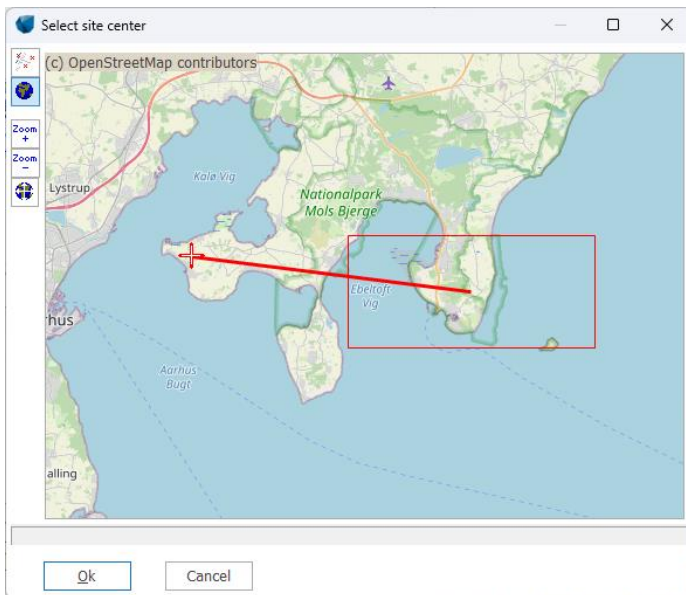 Select site center
(c) OpenStreetMap contributors
Zoom
+
Zoom
-
Lystrup
Kalø Vig
Nationalpark
Mols Bjerge
Ebeltoft
Vig
rhus
Aarhus
Bugt
alling
Ok
Cancel